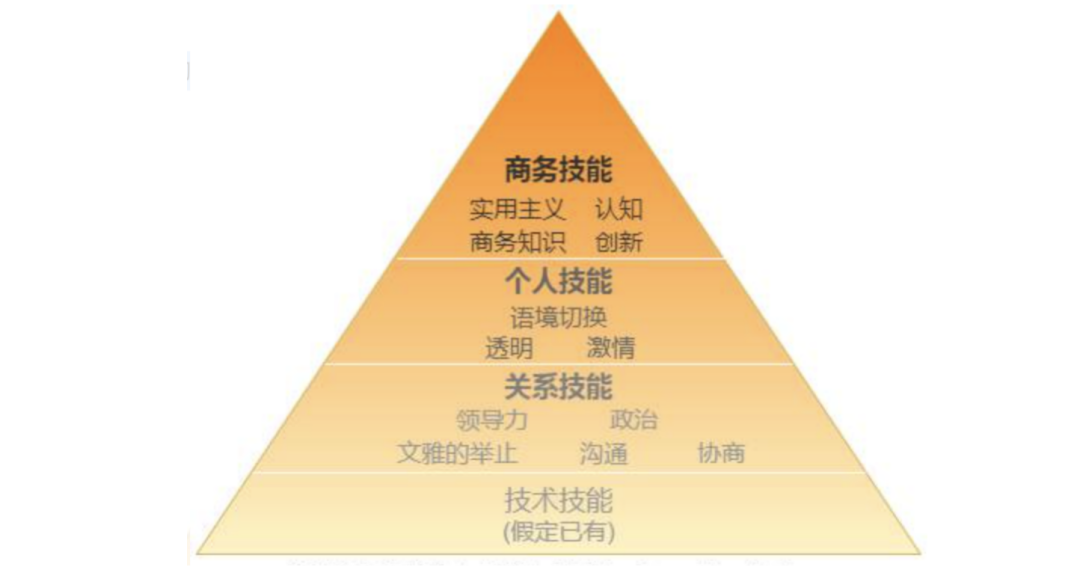 商务技能
实用主义 认知
商务知识 创新
个人技能
语境切换
透明 激情
关系技能
领导力 政治
文雅的举止 沟通 协商
技术技能
(假定已有)